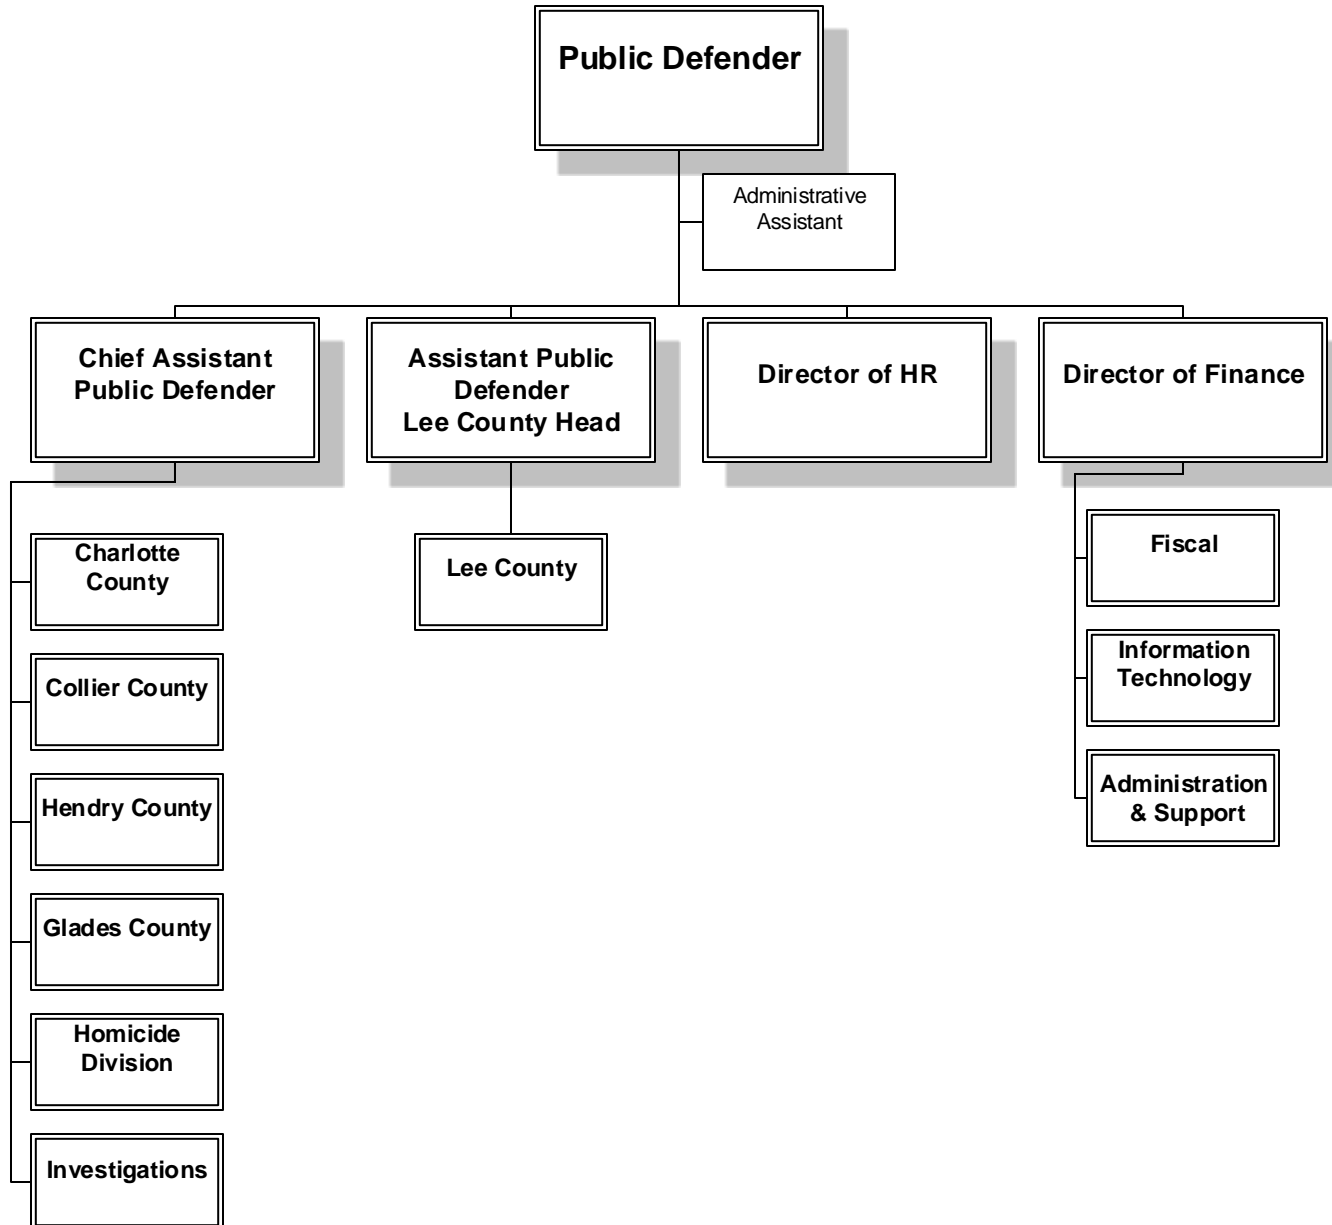 Public Defender
Administrative
Assistant
Chief Assistant
Public Defender
Assistant Public
Defender
Lee County Head
Director of HR
Director of Finance
Charlotte
County
Collier County
Hendry County
Glades County
Homicide
Division
Investigations
Lee County
Fiscal
Information
Technology
Administration
& Support